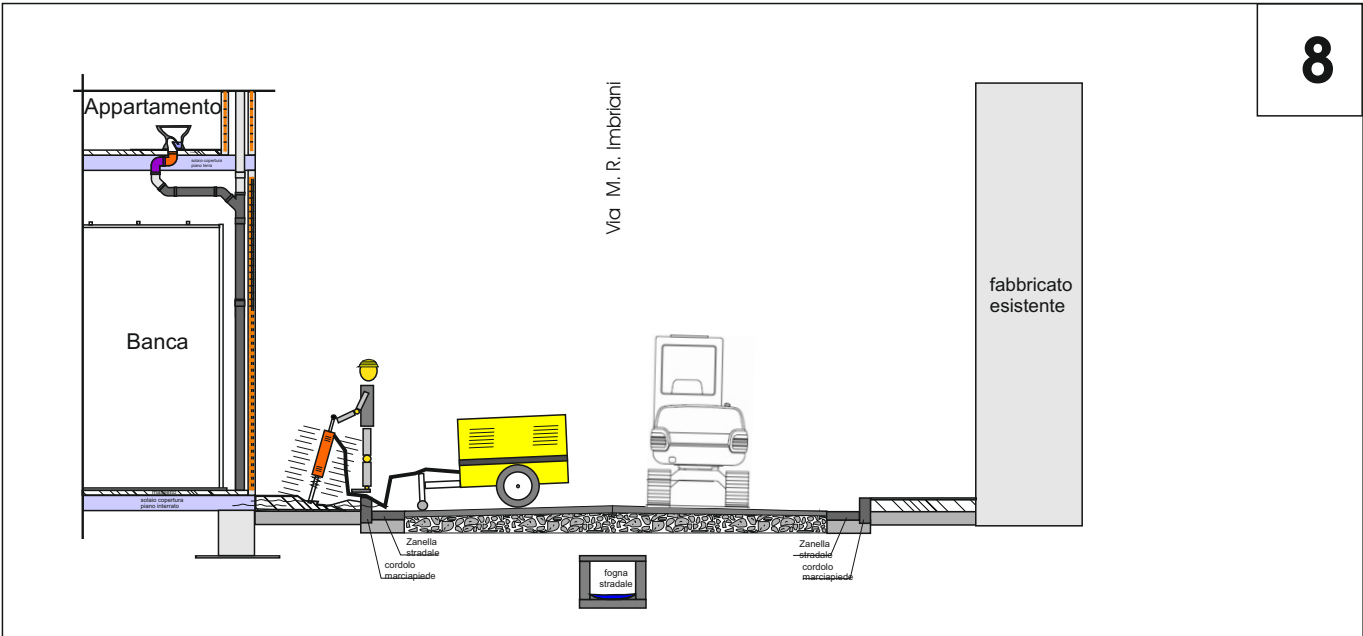 8
Appartamento
Via M. R. Imbriani
solaio copertura
piano terra
fabbricato
esistente
Banca
solaio copertura
piano interrato
Zanella
stradale
cordolo
marciapiede
Zanella
stradale
cordolo
marciapiede
fogna
stradale